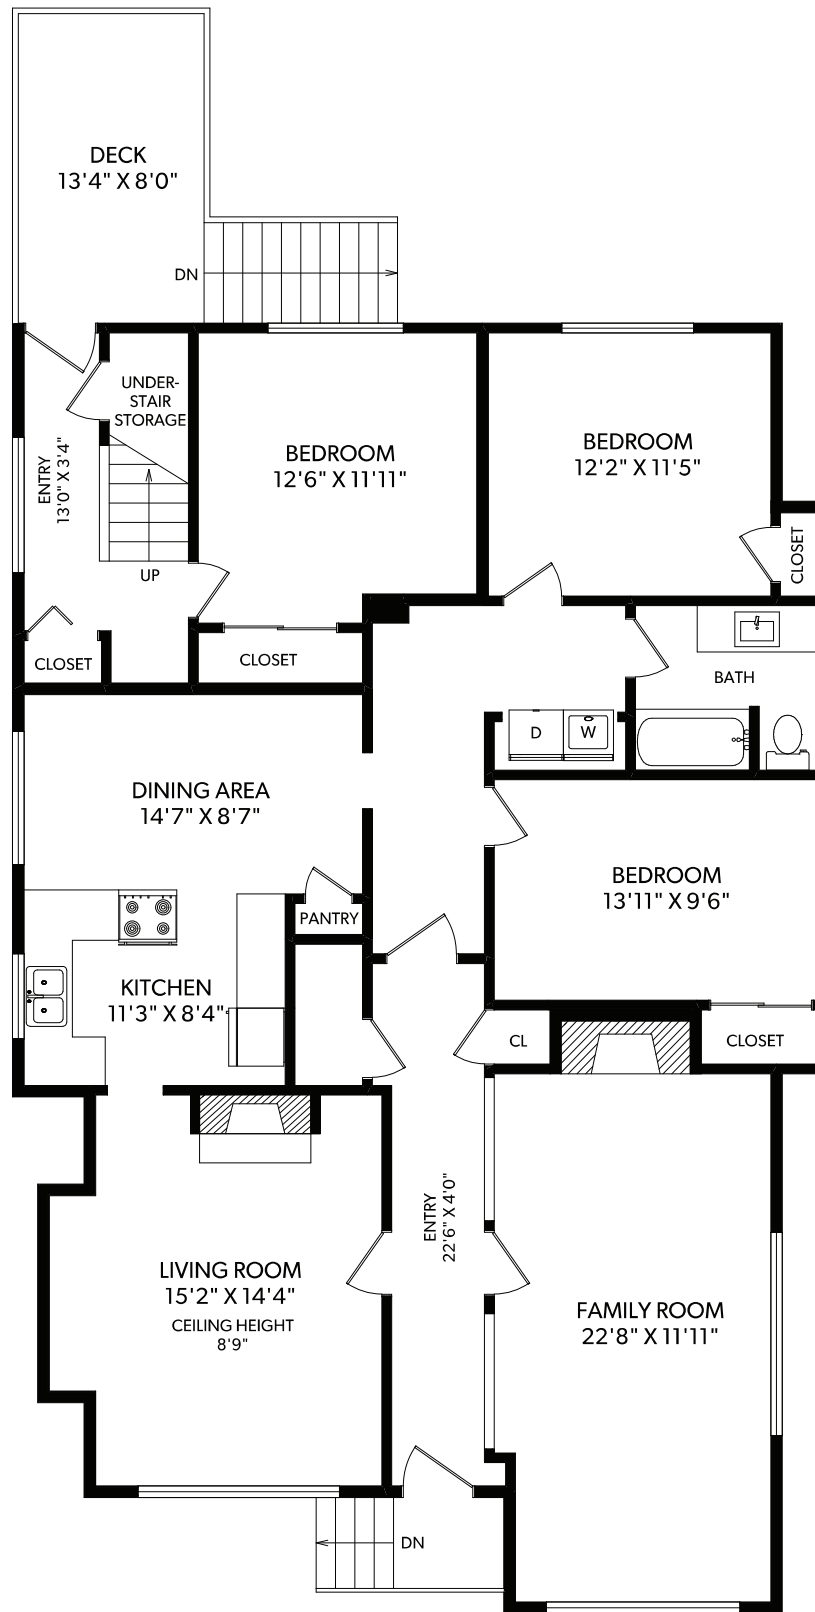 DECK
13'4" X 8'0"
DN
UNDER-
STAIR
STORAGE
ENTRY
13'0" X 3'4"
UP
CLOSET
BEDROOM
12'6" X 11'11"
CLOSET
BEDROOM
12'2" X 11'5"
CLOSET
BATH
D
W
DINING AREA
14'7" X 8'7"
PANTRY
KITCHEN
11'3" X 8'4"
BEDROOM
13'11" X 9'6"
CL
CLOSET
ENTRY
22'6" X 4'0"
LIVING ROOM
15'2" X 14'4"
CEILING HEIGHT
8'9"
FAMILY ROOM
22'8" X 11'11"
DN